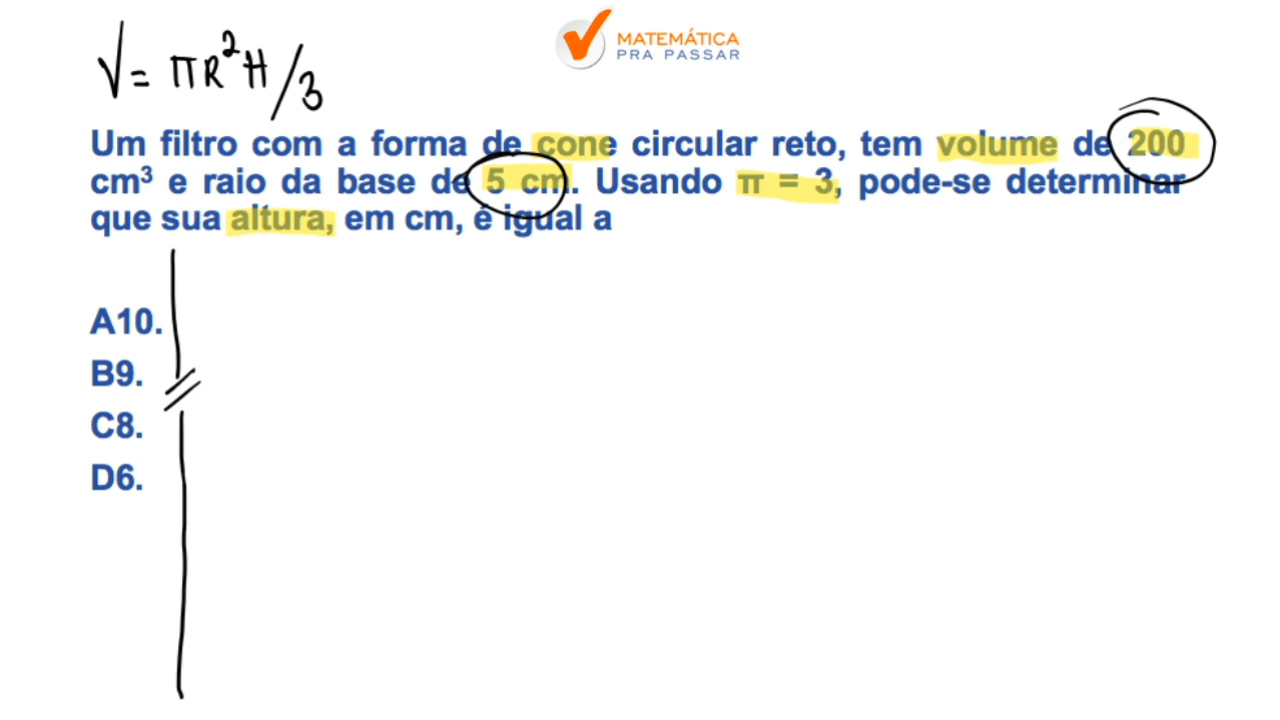 MATEMÁTICA
PRA PASSAR
V = πR²H/3
Um filtro com a forma de cone circular reto, tem volume de 200
cm³ e raio da base de 5 cm. Usando π = 3, pode-se determinar
que sua altura, em cm, é igual a
A10.
B9.
C8.
D6.